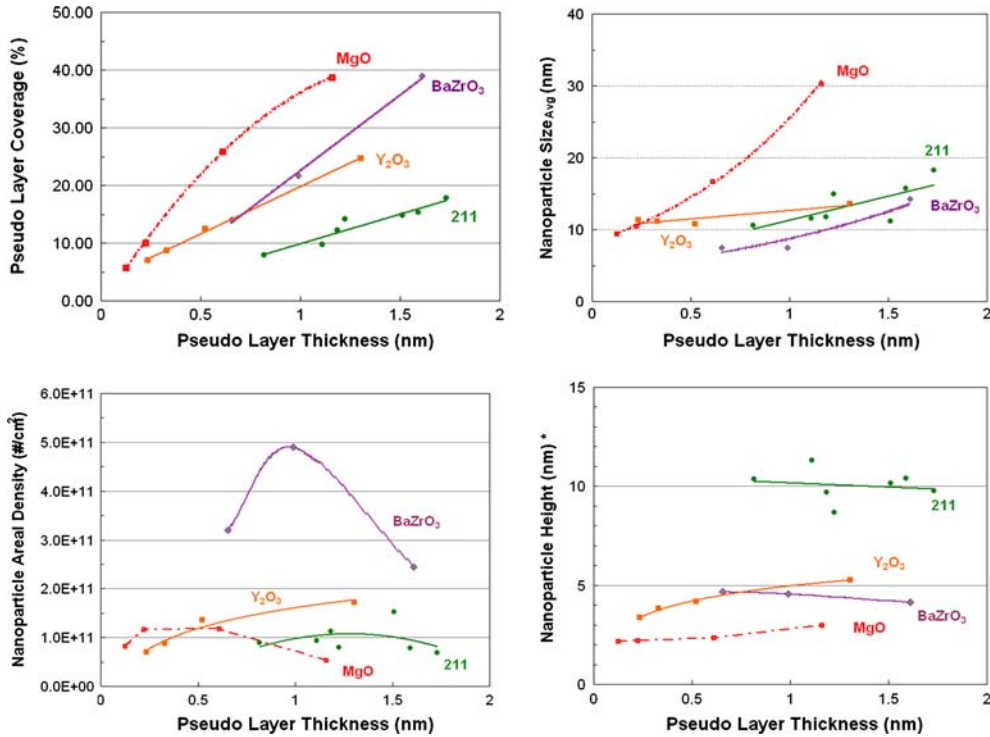 Pseudo Layer Coverage (%)
50.00
40.00
30.00
20.00
10.00
0.00
MgO
BaZrO₃
Y₂O₃
211
0 0.5 1 1.5 2
Pseudo Layer Thickness (nm)
Nanoparticle Size_Avg (nm)
40
30
20
10
0
MgO
211
BaZrO₃
Y₂O₃
0 0.5 1 1.5 2
Pseudo Layer Thickness (nm)
Nanoparticle Areal Density (#/cm²)
6.0E+11
5.0E+11
4.0E+11
3.0E+11
2.0E+11
1.0E+11
0.0E+00
BaZrO₃
Y₂O₃
211
MgO
0 0.5 1 1.5 2
Pseudo Layer Thickness (nm)
Nanoparticle Height (nm) *
15
10
5
0
211
Y₂O₃
BaZrO₃
MgO
0 0.5 1 1.5 2
Pseudo Layer Thickness (nm)